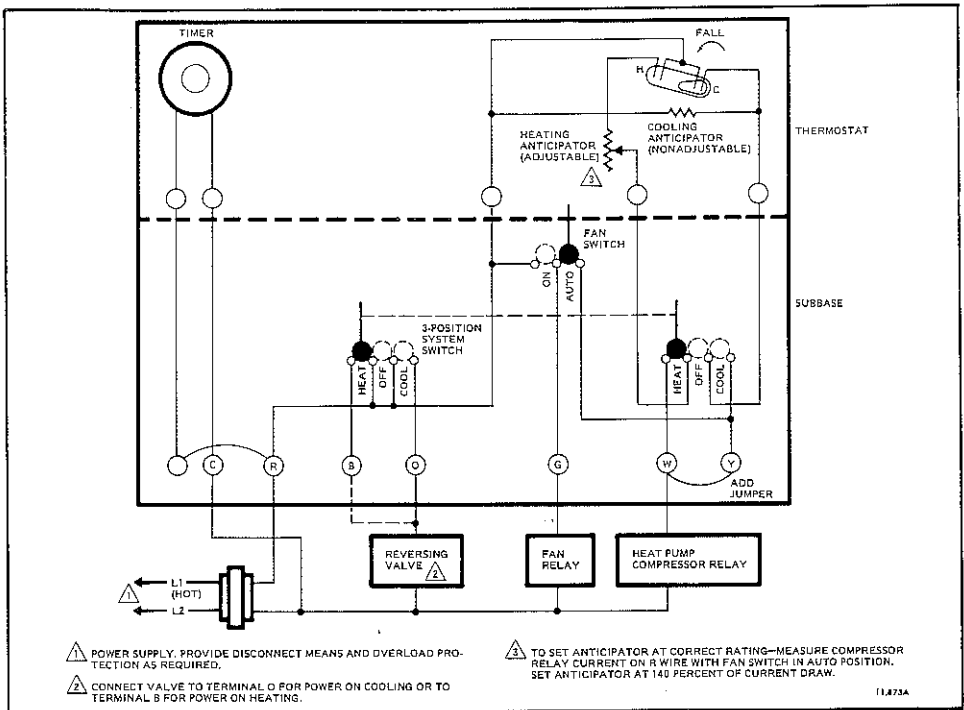 TIMER
FALL
H
C
HEATING
ANTICIPATOR
(ADJUSTABLE)
3
COOLING
ANTICIPATOR
(NONADJUSTABLE)
THERMOSTAT
FAN
SWITCH
ON
AUTO
SUBBASE
3-POSITION
SYSTEM
SWITCH
HEAT
OFF
COOL
HEAT
OFF
COOL
C
R
B
O
G
W
Y
ADD
JUMPER
REVERSING
VALVE 2
FAN
RELAY
HEAT PUMP
COMPRESSOR RELAY
1
L1
(HOT)
L2
1 POWER SUPPLY. PROVIDE DISCONNECT MEANS AND OVERLOAD PRO-
TECTION AS REQUIRED.
2 CONNECT VALVE TO TERMINAL O FOR POWER ON COOLING OR TO
TERMINAL B FOR POWER ON HEATING.
3 TO SET ANTICIPATOR AT CORRECT RATING—MEASURE COMPRESSOR
RELAY CURRENT ON R WIRE WITH FAN SWITCH IN AUTO POSITION.
SET ANTICIPATOR AT 140 PERCENT OF CURRENT DRAW.